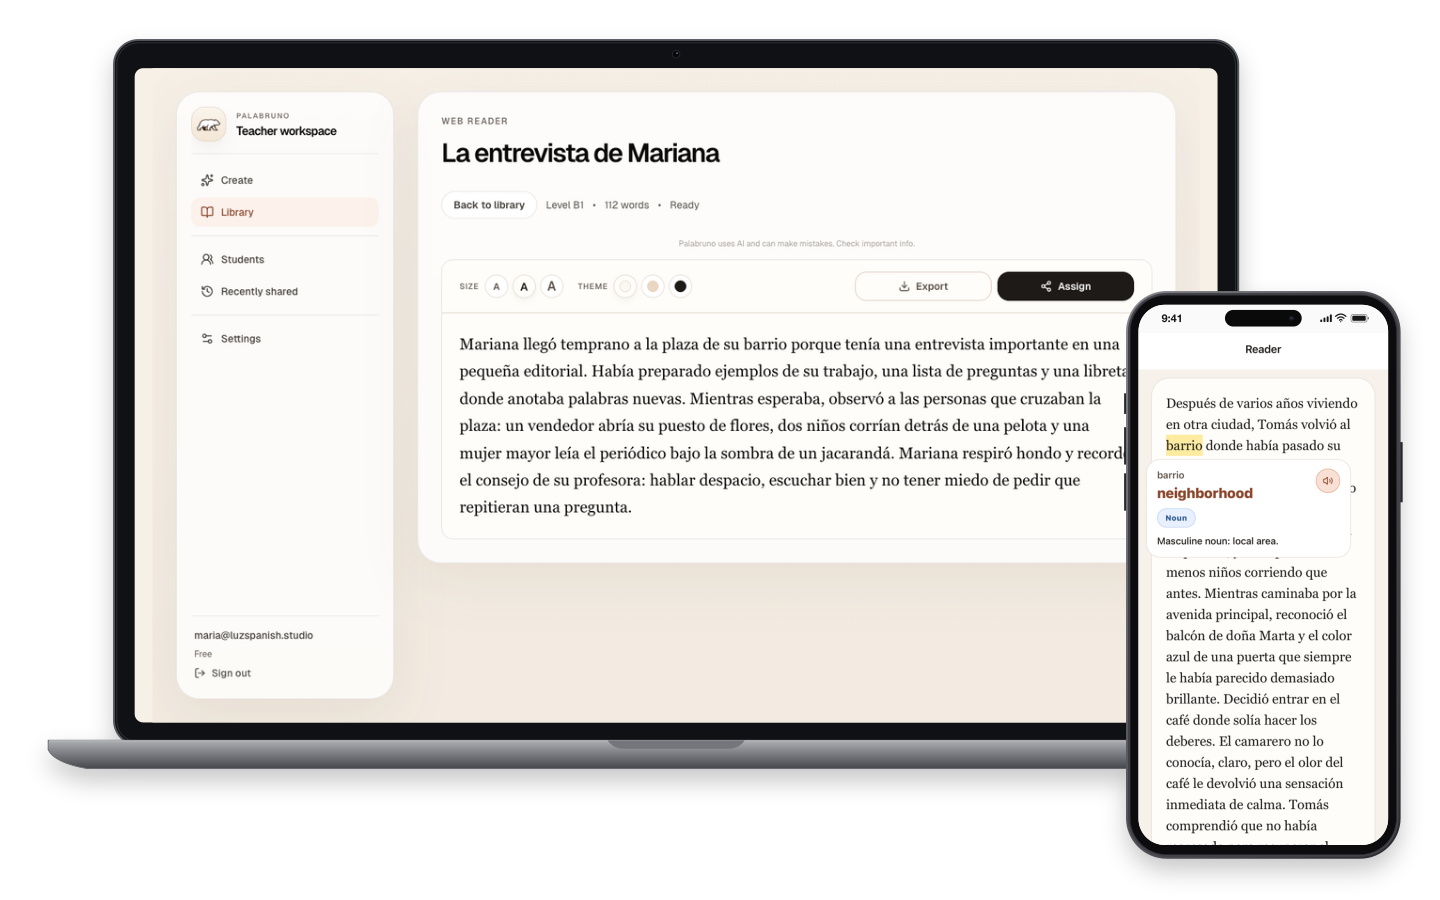 PALABRUNO
Teacher workspace
Create
Library
Students
Recently shared
Settings
maria@luzspanish.studio
Free
Sign out
WEB READER
La entrevista de Mariana
Back to library Level B1 • 112 words • Ready
Palabruno uses AI and can make mistakes. Check important info.
SIZE A A A THEME Export Assign
Mariana llegó temprano a la plaza de su barrio porque tenía una entrevista importante en una
pequeña editorial. Había preparado ejemplos de su trabajo, una lista de preguntas y una libreta
donde anotaba palabras nuevas. Mientras esperaba, observó a las personas que cruzaban la
plaza: un vendedor abría su puesto de flores, dos niños corrían detrás de una pelota y una
mujer mayor leía el periódico bajo la sombra de un jacarandá. Mariana respiró hondo y
el consejo de su profesora: hablar despacio, escuchar bien y no tener miedo de pedir que
repitieran una pregunta.
9:41
Reader
Después de varios años viviendo
en otra ciudad, Tomás volvió al
barrio donde había pasado su
barrio
neighborhood
Noun
Masculine noun: local area.
menos niños corriendo que
antes. Mientras caminaba por la
avenida principal, reconoció el
balcón de doña Marta y el color
azul de una puerta que siempre
le había parecido demasiado
brillante. Decidió entrar en el
café donde solía hacer los
deberes. El camarero no lo
conocía, claro, pero el olor del
café le devolvió una sensación
inmediata de calma. Tomás
comprendió que no había